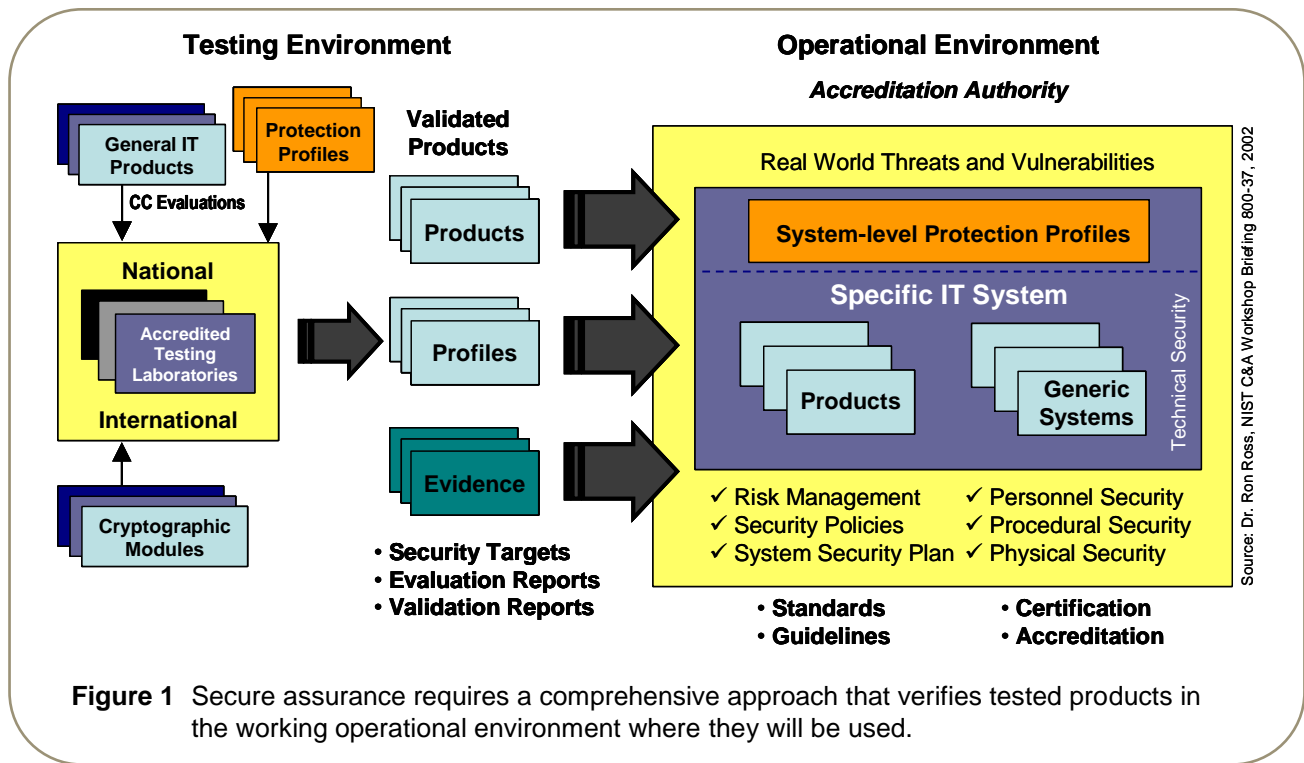 Testing Environment
Operational Environment
Accreditation Authority
General IT
Products
Protection
Profiles
CC Evaluations
National
Accredited
Testing
Laboratories
International
Cryptographic
Modules
Validated
Products
Products
Profiles
Evidence
• Security Targets
• Evaluation Reports
• Validation Reports
Real World Threats and Vulnerabilities
System-level Protection Profiles
Specific IT System
Products
Generic
Systems
Technical Security
✓ Risk Management
✓ Security Policies
✓ System Security Plan
✓ Personnel Security
✓ Procedural Security
✓ Physical Security
• Standards
• Guidelines
• Certification
• Accreditation
Source: Dr. Ron Ross, NIST C&A Workshop Briefing 800-37, 2002
Figure 1 Secure assurance requires a comprehensive approach that verifies tested products in
the working operational environment where they will be used.